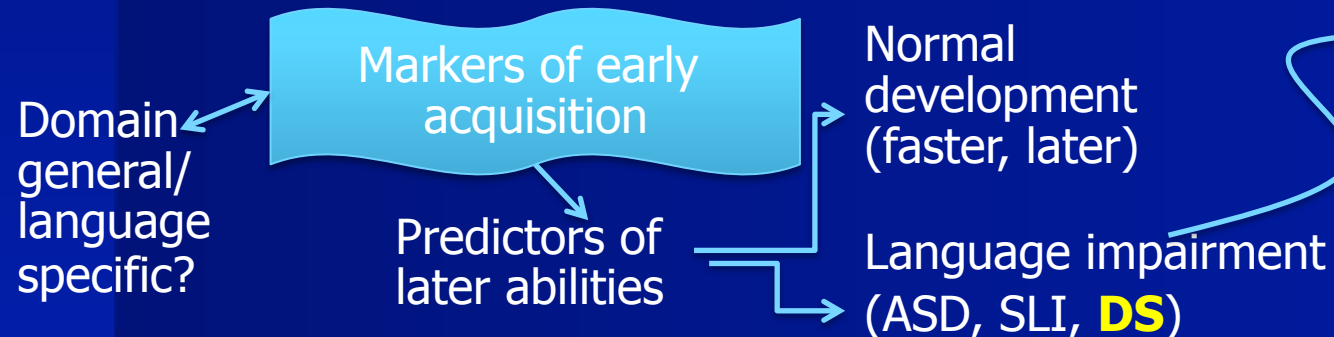 Markers of early
acquisition
Domain
general/
language
specific?
Predictors of
later abilities
Normal
development
(faster, later)
Language impairment
(ASD, SLI, DS)